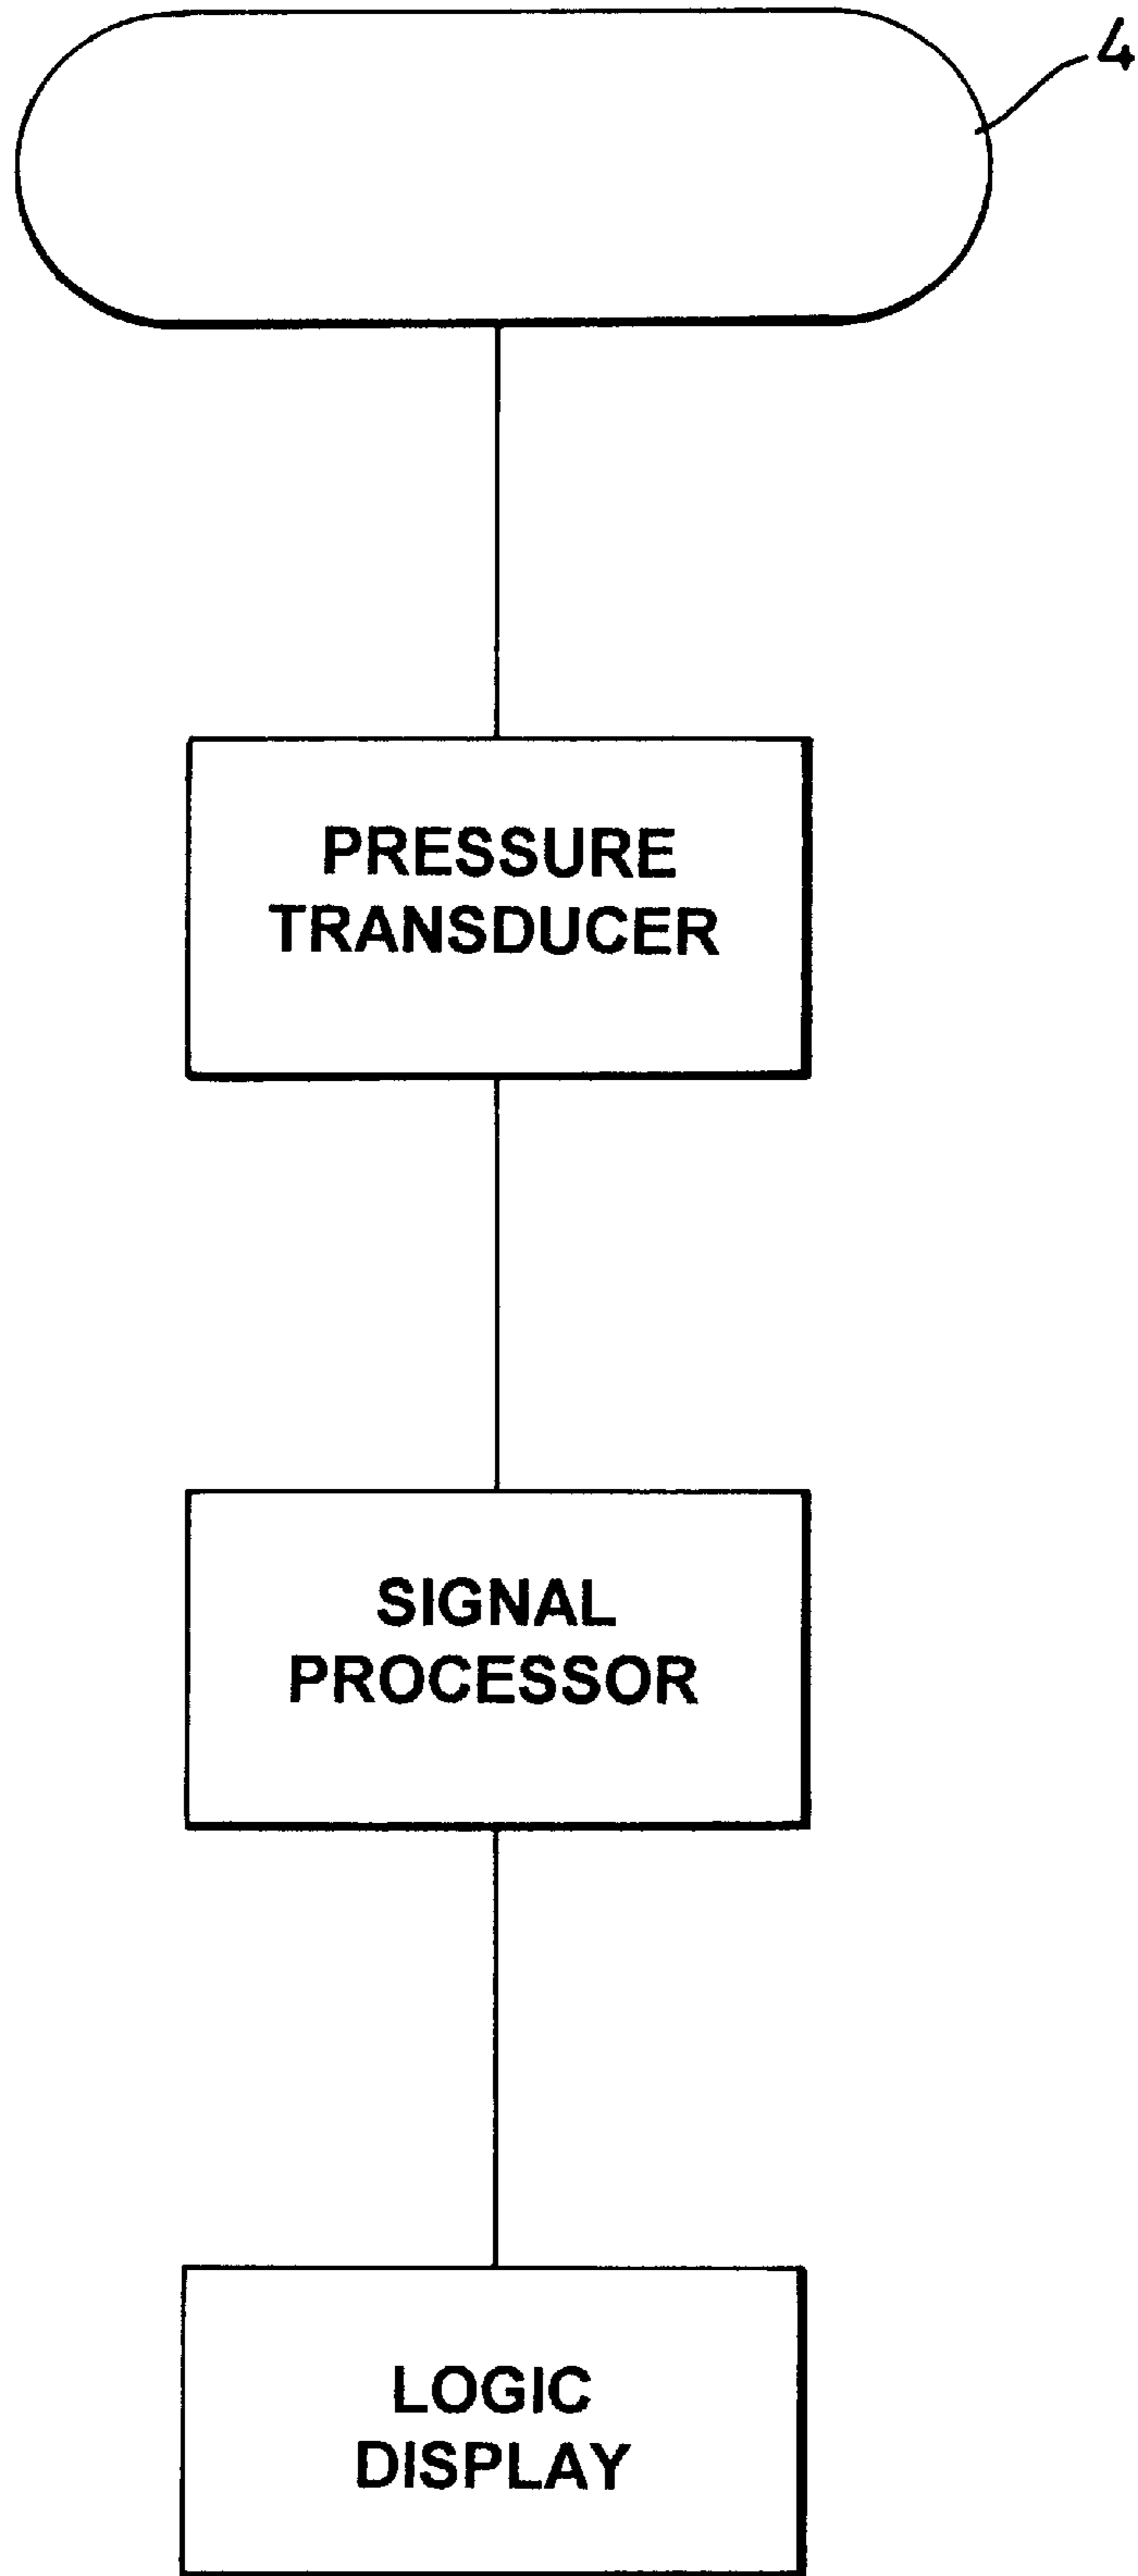 4
PRESSURE
TRANSDUCER
SIGNAL
PROCESSOR
LOGIC
DISPLAY